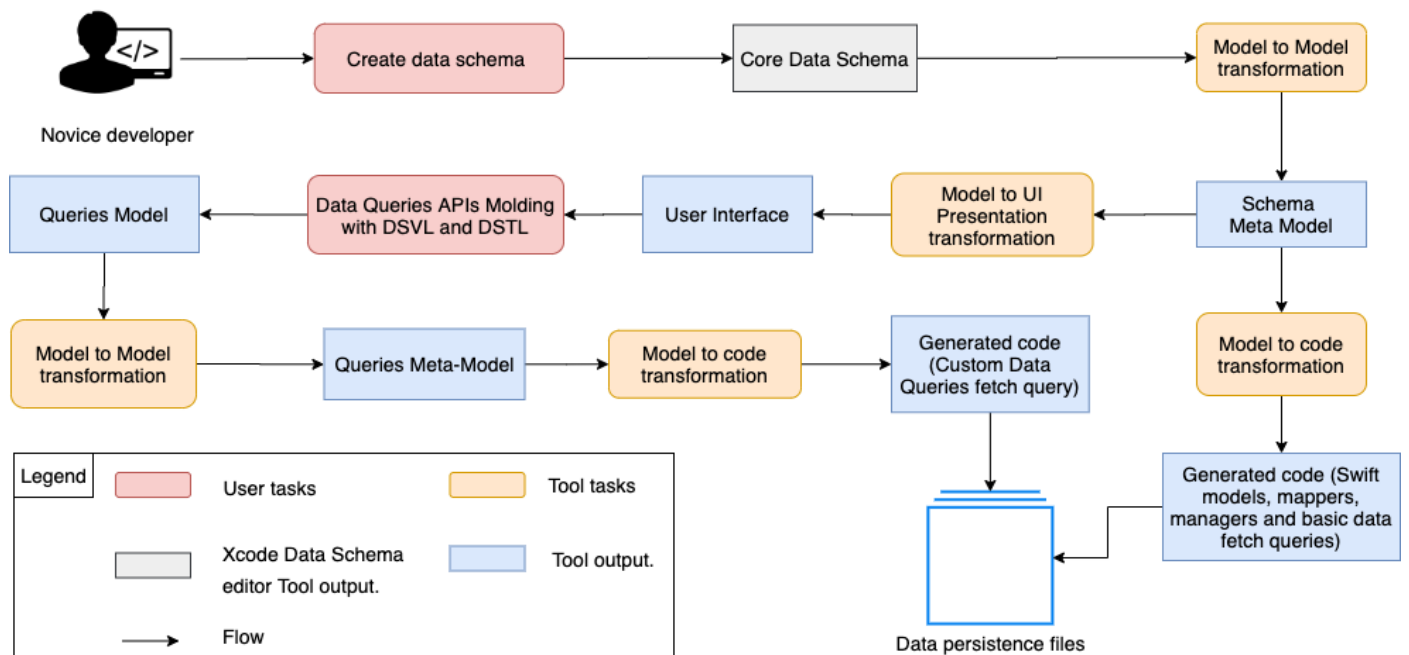 </>
Novice developer
Create data schema
Core Data Schema
Model to Model
transformation
Queries Model
Data Queries APIs Molding
with DSVL and DSTL
User Interface
Model to UI
Presentation
transformation
Schema
Meta Model
Model to Model
transformation
Queries Meta-Model
Model to code
transformation
Generated code
(Custom Data
Queries fetch query)
Model to code
transformation
Generated code (Swift
models, mappers,
managers and basic data
fetch queries)
Data persistence files
Legend
User tasks
Tool tasks
Xcode Data Schema
editor Tool output.
Tool output.
Flow